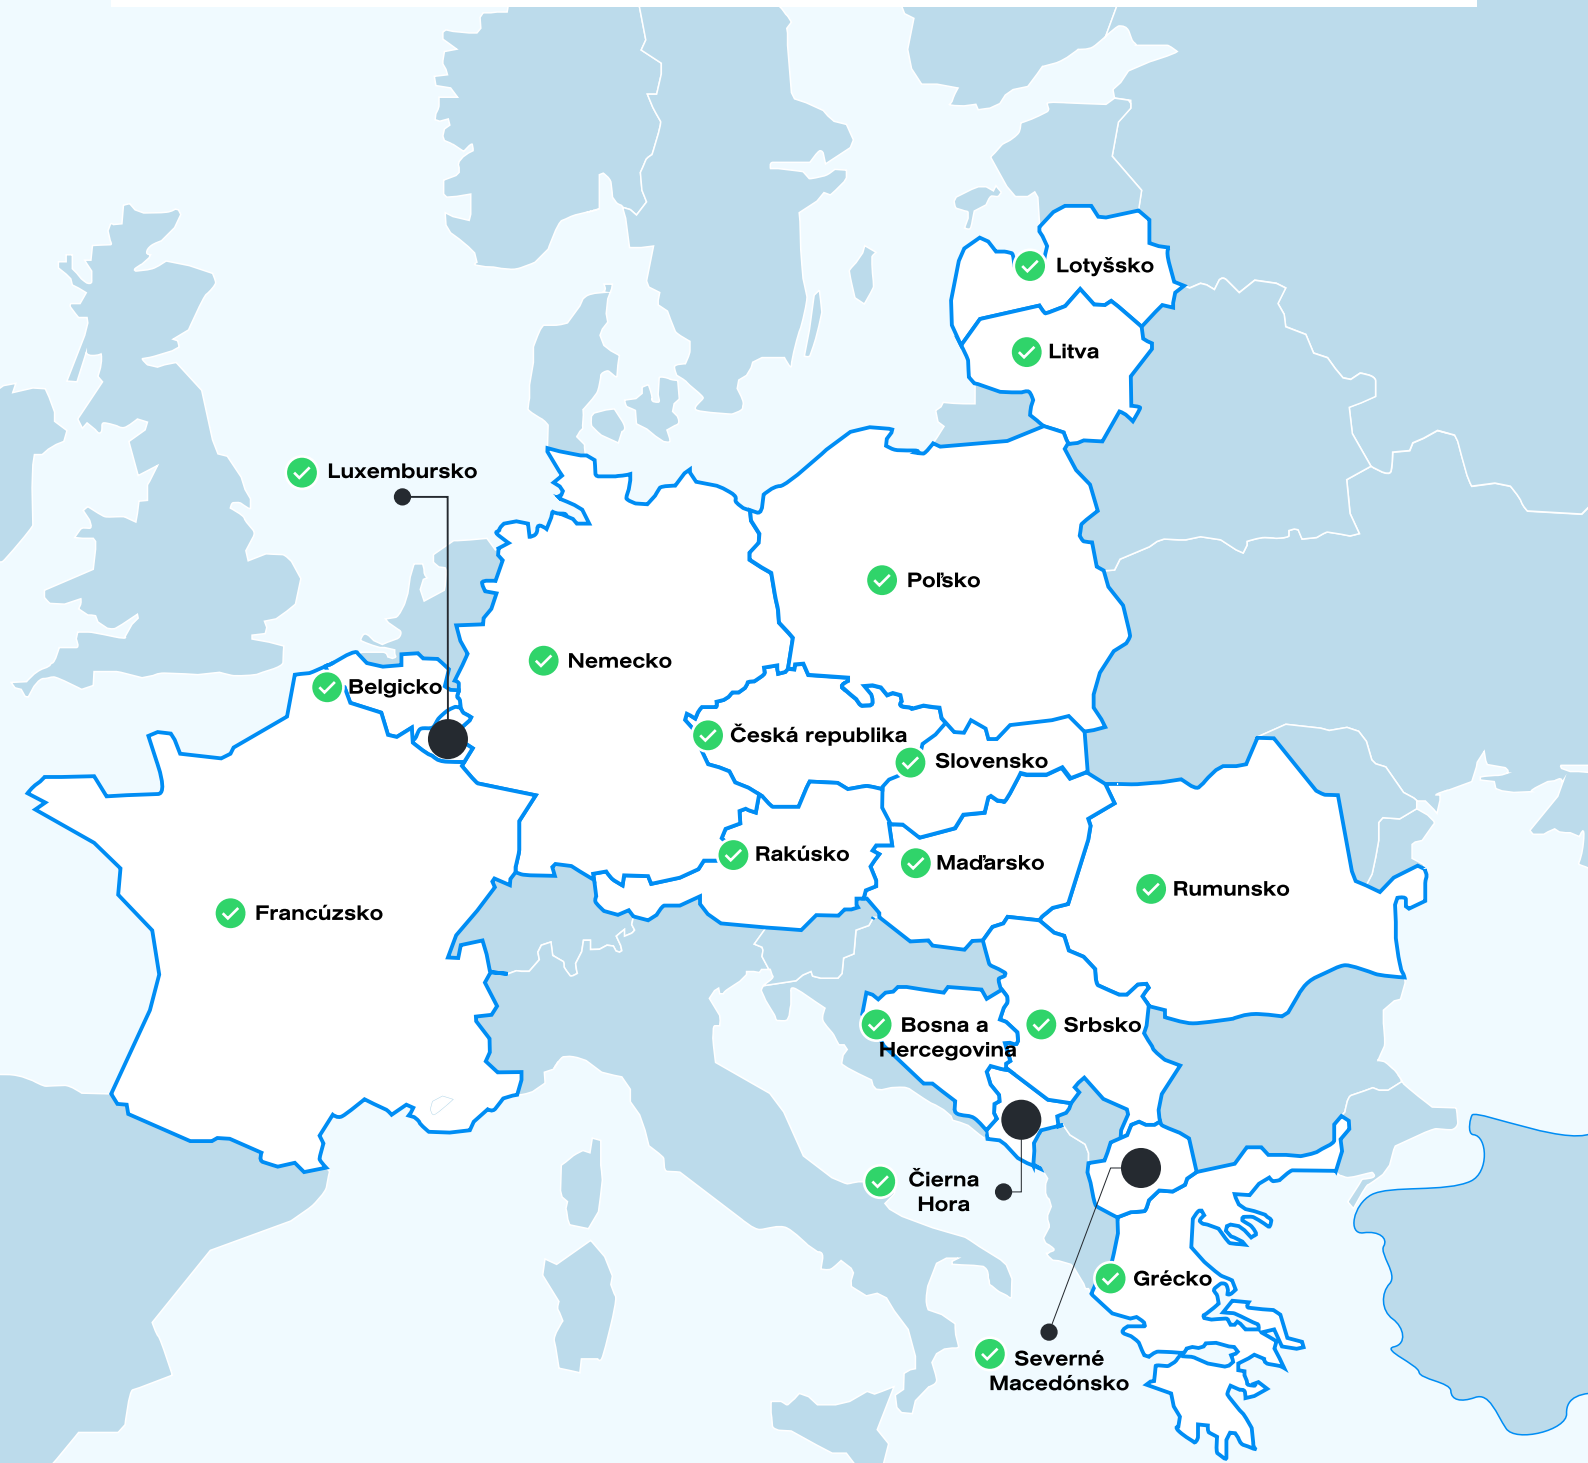 Lotyšsko
Litva
Luxembursko
Poľsko
Nemecko
Belgicko
Česká republika
Slovensko
Rakúsko
Maďarsko
Rumunsko
Francúzsko
Bosna a
Hercegovina
Srbsko
Čierna
Hora
Grécko
Severné
Macedónsko